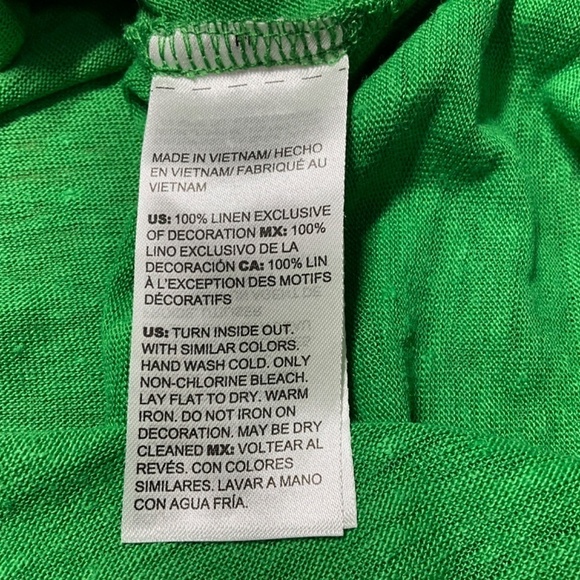 MADE IN VIETNAM/ HECHO
EN VIETNAM/ FABRIQUÉ AU
VIETNAM
US: 100% LINEN EXCLUSIVE
OF DECORATION MX: 100%
LINO EXCLUSIVO DE LA
DECORACIÓN CA: 100% LIN
À L'EXCEPTION DES MOTIFS
DÉCORATIFS
US: TURN INSIDE OUT.
WITH SIMILAR COLORS.
HAND WASH COLD. ONLY
NON-CHLORINE BLEACH.
LAY FLAT TO DRY. WARM
IRON. DO NOT IRON ON
DECORATION. MAY BE DRY
CLEANED MX: VOLTEAR AL
REVÉS. CON COLORES
SIMILARES. LAVAR A MANO
CON AGUA FRÍA.